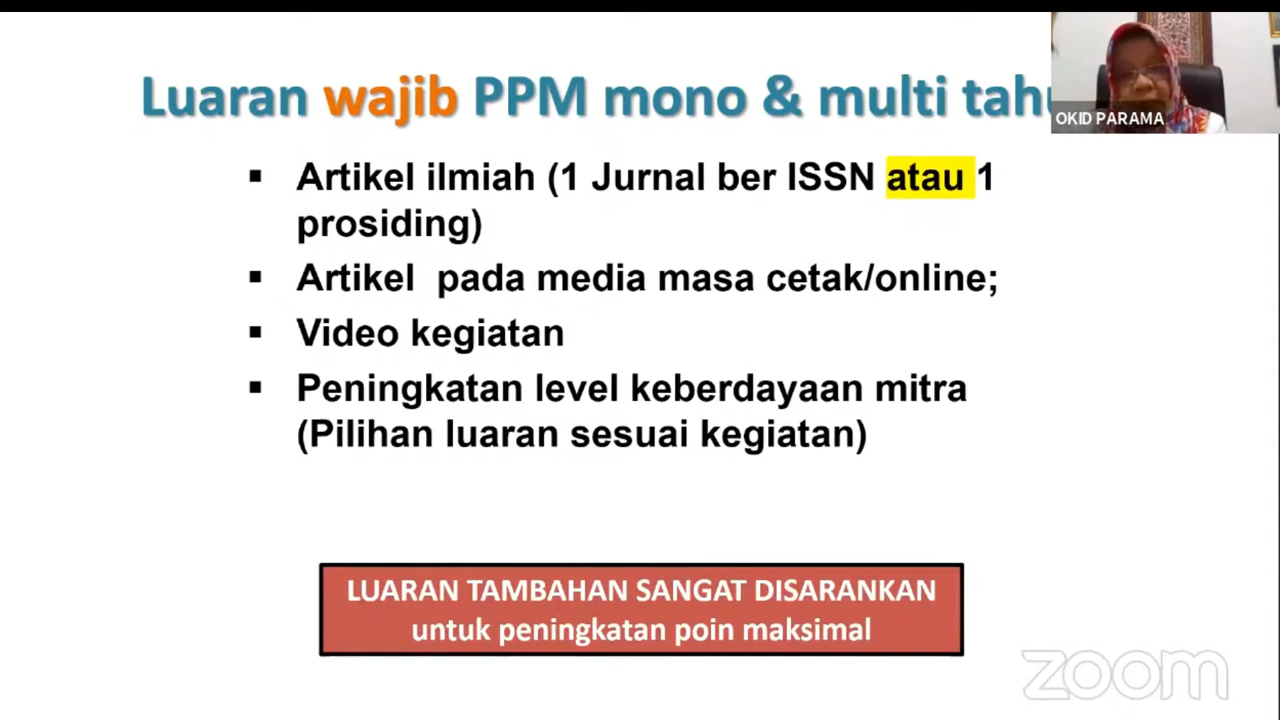 Luaran wajib PPM mono & multi tahu
OKID PARAMA
▪ Artikel ilmiah (1 Jurnal ber ISSN atau 1
prosiding)
▪ Artikel pada media masa cetak/online;
▪ Video kegiatan
▪ Peningkatan level keberdayaan mitra
(Pilihan luaran sesuai kegiatan)
LUARAN TAMBAHAN SANGAT DISARANKAN
untuk peningkatan poin maksimal
zoom